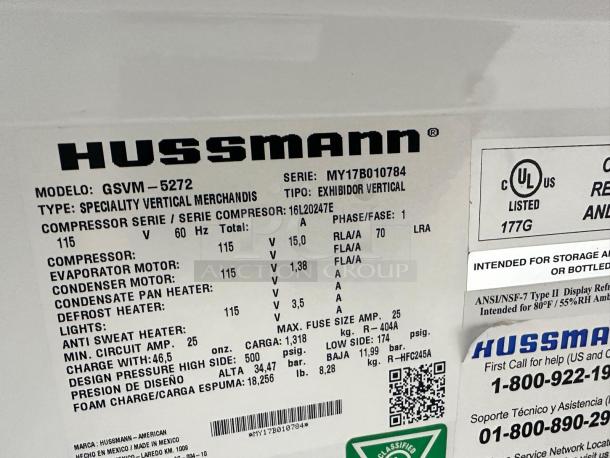 HUSSMANN®
MODELO: GSVM-5272 SERIE: MY17B010784
TYPE: SPECIALITY VERTICAL MERCHANDIS TIPO: EXHIBIDOR VERTICAL
COMPRESSOR SERIE / SERIE COMPRESOR: 16L20247E
115 V 60 Hz Total: A PHASE/FASE: 1
COMPRESSOR: 115 V 15,0 RLA/A 70 LRA
EVAPORATOR MOTOR: V FLA/A
CONDENSER MOTOR: 115 V 1,38 FLA/A
CONDENSATE PAN HEATER: V A
DEFROST HEATER: V A
LIGHTS: 115 V 3,5 A
ANTI SWEAT HEATER: V A
MIN. CIRCUIT AMP. 25 MAX. FUSE SIZE AMP. 25
CHARGE WITH:46,5 onz. CARGA: 1,318 kg. R-404A
DESIGN PRESSURE HIGH SIDE: 500 psig. LOW SIDE: 174 psig.
PRESION DE DISEÑO ALTA 34,47 bar. BAJA 11,99 bar.
FOAM CHARGE/CARGA ESPUMA: 18,256 lb. 8,28 kg. R-HFC245A
MARCA: HUSSMANN-AMERICAN
HECHO EN MEXICO / MADE IN MEXICO
*MY17B010784*
CLASSIFIED
C UL US
LISTED
177G
RE
AND
INTENDED FOR STORAGE A
OR BOTTLED
ANSI/NSF-7 Type II Display Refr
Intended for 80°F / 55%RH Am
HUSSMA
First Call for help (US and C
1-800-922-19
Soporte Técnico y Asistencia (
01-800-890-29
Service Network Locat
AUCTION GROUP